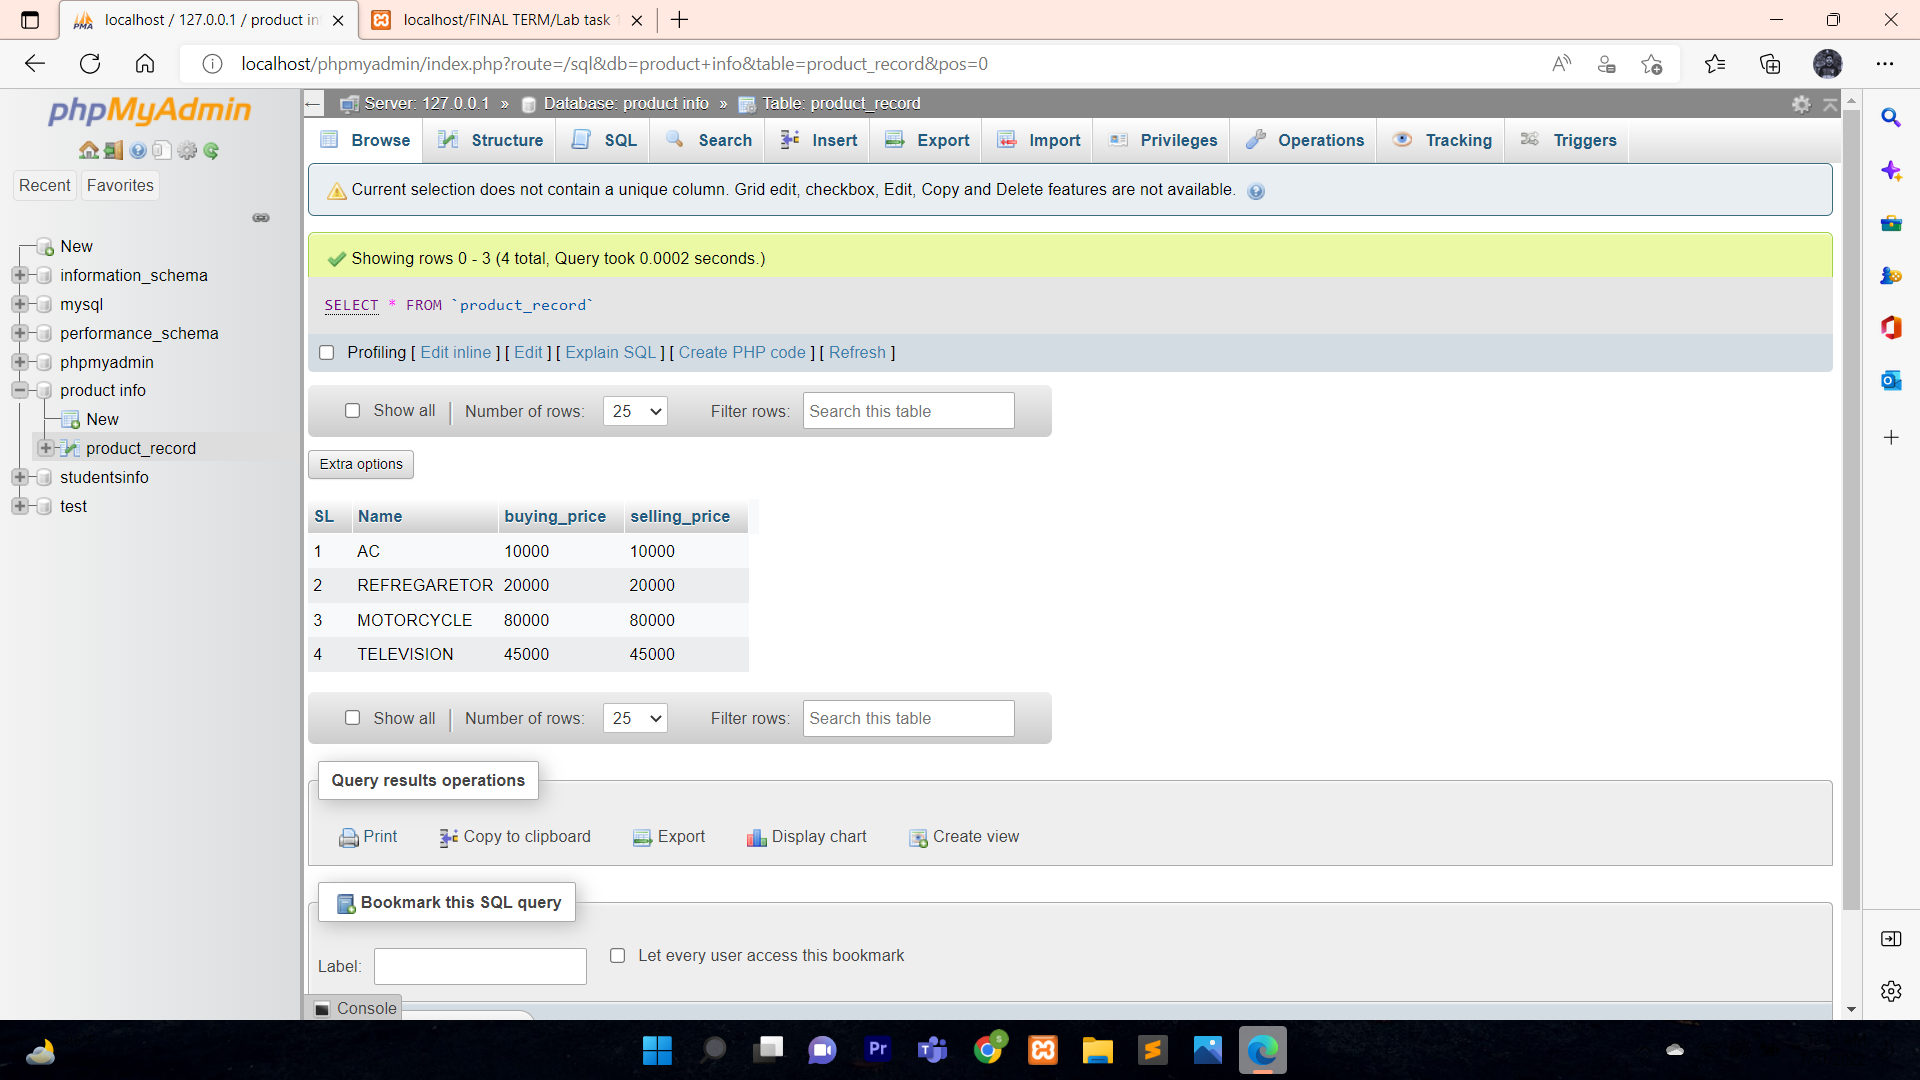 localhost / 127.0.0.1 / product in
localhost/FINAL TERM/Lab task 1
localhost/phpmyadmin/index.php?route=/sql&db=product+info&table=product_record&pos=0
phpMyAdmin
Recent
Favorites
New
information_schema
mysql
performance_schema
phpmyadmin
product info
New
product_record
studentsinfo
test
Server: 127.0.0.1 » Database: product info » Table: product_record
Browse Structure SQL Search Insert Export Import Privileges Operations Tracking Triggers
Current selection does not contain a unique column. Grid edit, checkbox, Edit, Copy and Delete features are not available.
Showing rows 0 - 3 (4 total, Query took 0.0002 seconds.)
SELECT * FROM `product_record`
Profiling [ Edit inline ] [ Edit ] [ Explain SQL ] [ Create PHP code ] [ Refresh ]
Show all | Number of rows: 25 Filter rows: Search this table
Extra options
SL Name buying_price selling_price
1 AC 10000 10000
2 REFREGARETOR 20000 20000
3 MOTORCYCLE 80000 80000
4 TELEVISION 45000 45000
Show all | Number of rows: 25 Filter rows: Search this table
Query results operations
Print Copy to clipboard Export Display chart Create view
Bookmark this SQL query
Label: Let every user access this bookmark
Console
Pr